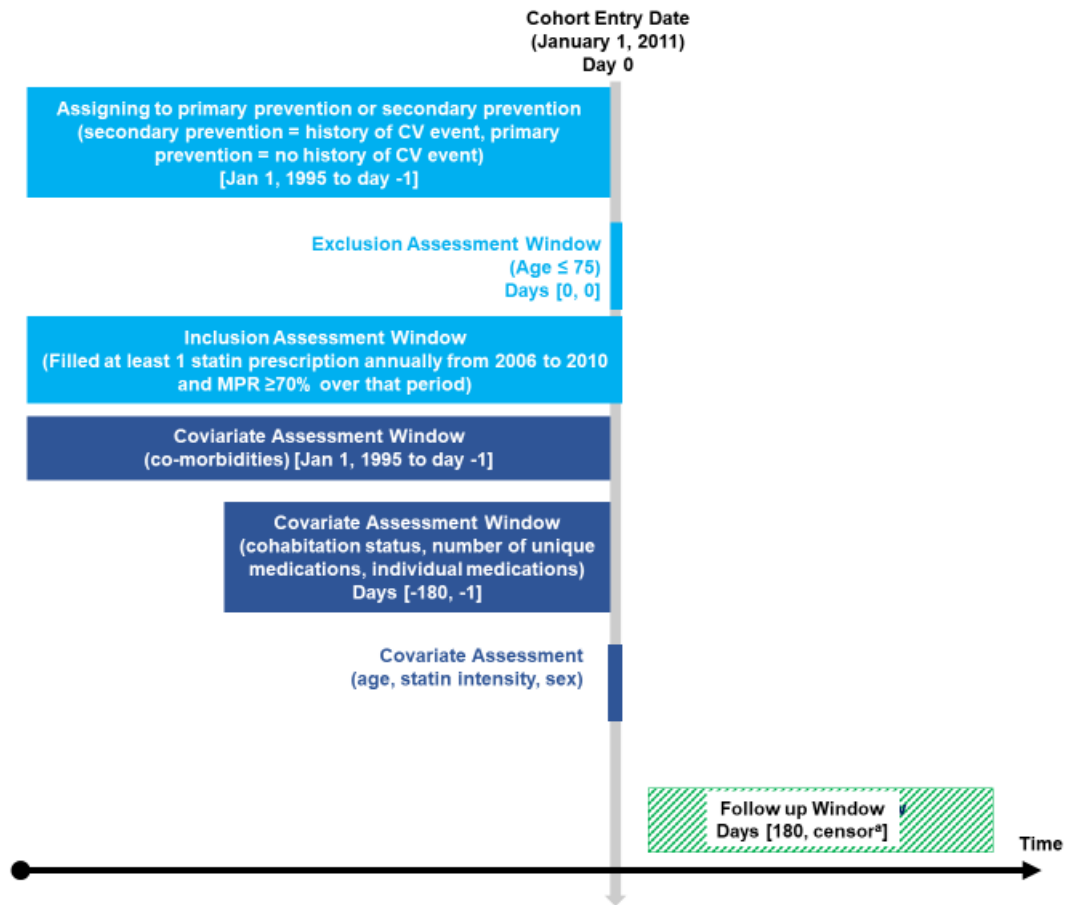 Cohort Entry Date
(January 1, 2011)
Day 0
Assigning to primary prevention or secondary prevention
(secondary prevention = history of CV event, primary
prevention = no history of CV event)
[Jan 1, 1995 to day -1]
Exclusion Assessment Window
(Age ≤ 75)
Days [0, 0]
Inclusion Assessment Window
(Filled at least 1 statin prescription annually from 2006 to 2010
and MPR ≥70% over that period)
Coviariate Assessment Window
(co-morbidities) [Jan 1, 1995 to day -1]
Covariate Assessment Window
(cohabitation status, number of unique
medications, individual medications)
Days [-180, -1]
Covariate Assessment
(age, statin intensity, sex)
Follow up Window
Days [180, censorᵃ]
Time